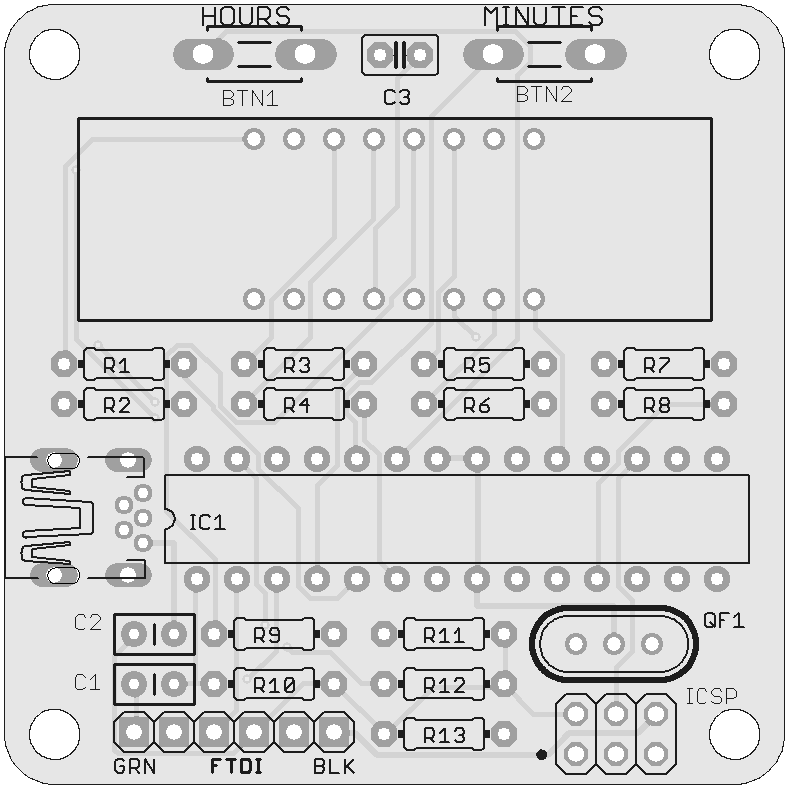 HOURS MINUTES
BTN1 C3 BTN2
R1 R3 R5 R7
R2 R4 R6 R8
IC1
C2 R9 R11 QF1
C1 R10 R12 ICSP
R13
GRN FTDI BLK